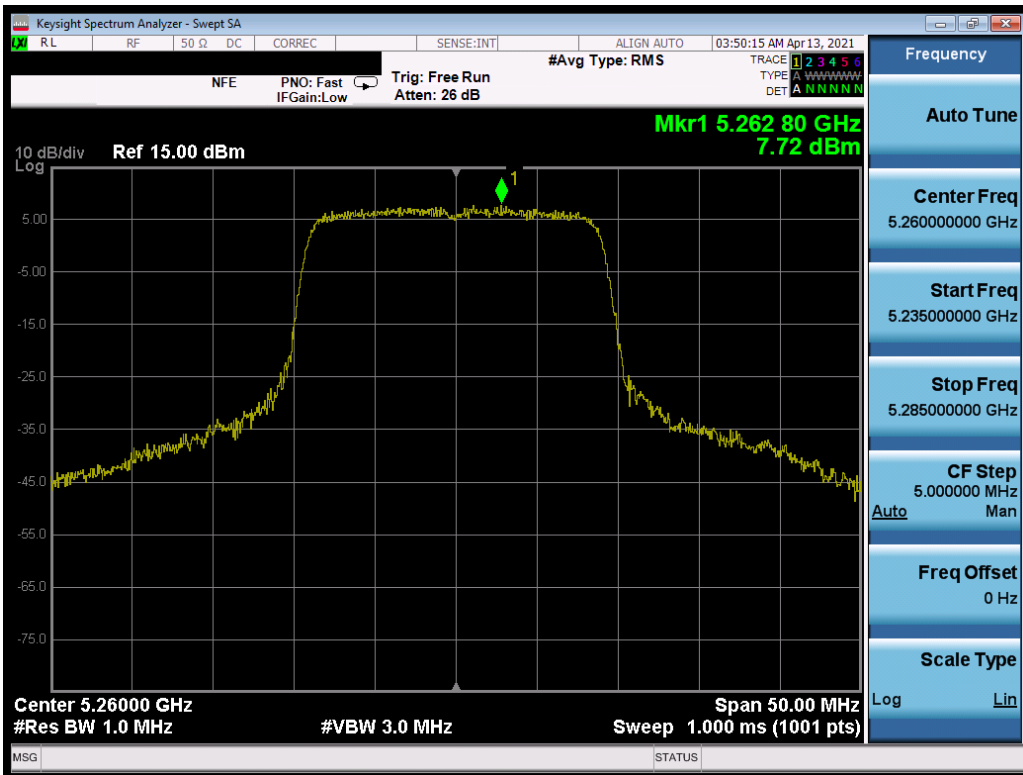 Keysight Spectrum Analyzer - Swept SA
LXI RL RF 50 Ω DC CORREC SENSE:INT ALIGN AUTO 03:50:15 AM Apr 13, 2021
#Avg Type: RMS
TRACE 1 2 3 4 5 6
TYPE A WWWWW
DET A N N N N N
NFE PNO: Fast Trig: Free Run
IFGain:Low Atten: 26 dB
Mkr1 5.262 80 GHz
7.72 dBm
10 dB/div Ref 15.00 dBm
Log
1
5.00
-5.00
-15.0
-25.0
-35.0
-45.0
-55.0
-65.0
-75.0
Center 5.26000 GHz Span 50.00 MHz
#Res BW 1.0 MHz #VBW 3.0 MHz Sweep 1.000 ms (1001 pts)
MSG STATUS
Frequency
Auto Tune
Center Freq
5.260000000 GHz
Start Freq
5.235000000 GHz
Stop Freq
5.285000000 GHz
CF Step
5.000000 MHz
Auto Man
Freq Offset
0 Hz
Scale Type
Log Lin